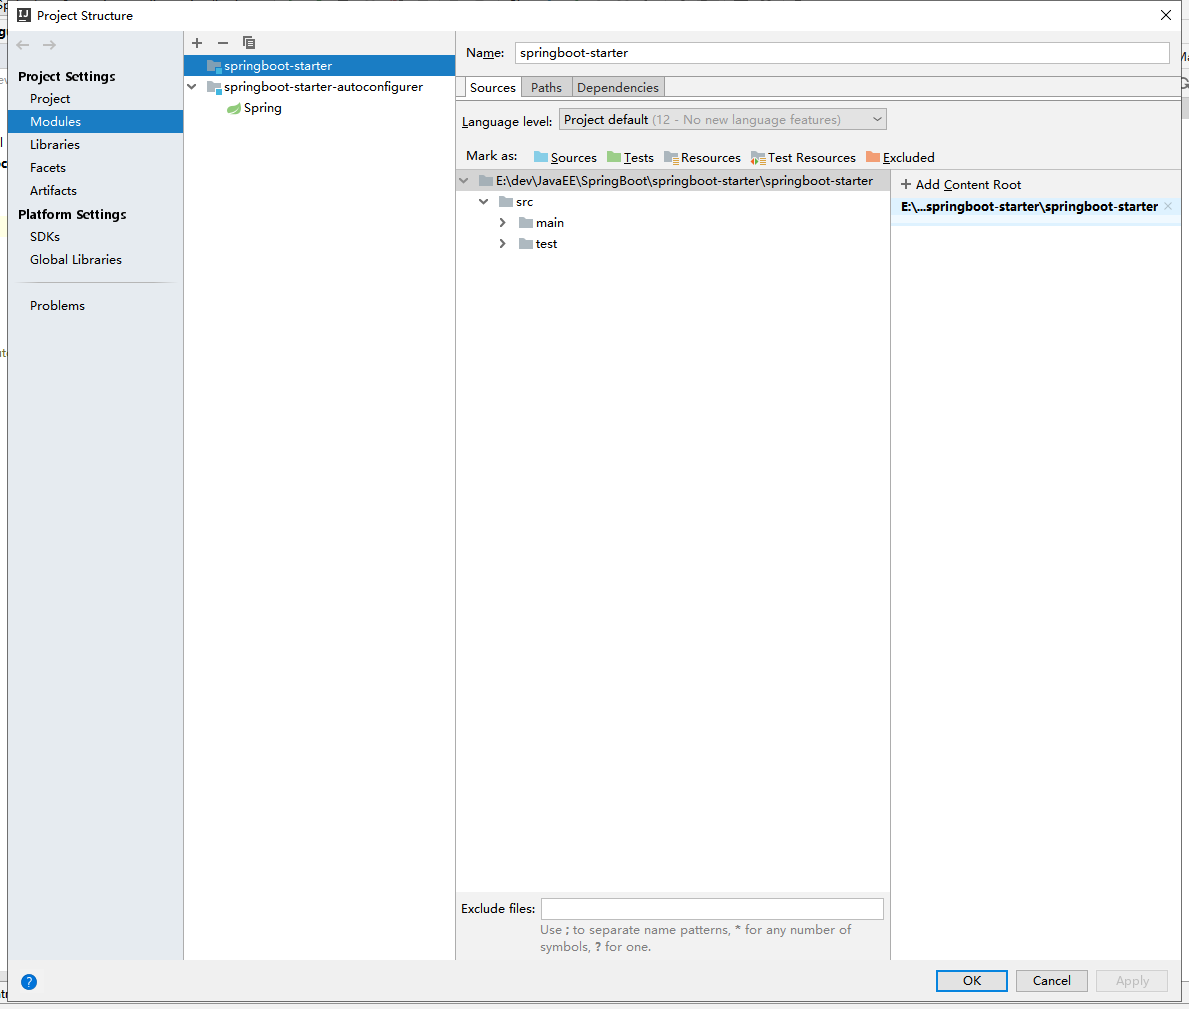 Project Structure
Project Settings
Project
Modules
Libraries
Facets
Artifacts
Platform Settings
SDKs
Global Libraries
Problems
springboot-starter
springboot-starter-autoconfigurer
Spring
Name: springboot-starter
Sources Paths Dependencies
Language level: Project default (12 - No new language features)
Mark as: Sources Tests Resources Test Resources Excluded
E:\dev\JavaEE\SpringBoot\springboot-starter\springboot-starter
src
main
test
+ Add Content Root
E:\...springboot-starter\springboot-starter
Exclude files:
Use ; to separate name patterns, * for any number of
symbols, ? for one.
?
OK Cancel Apply